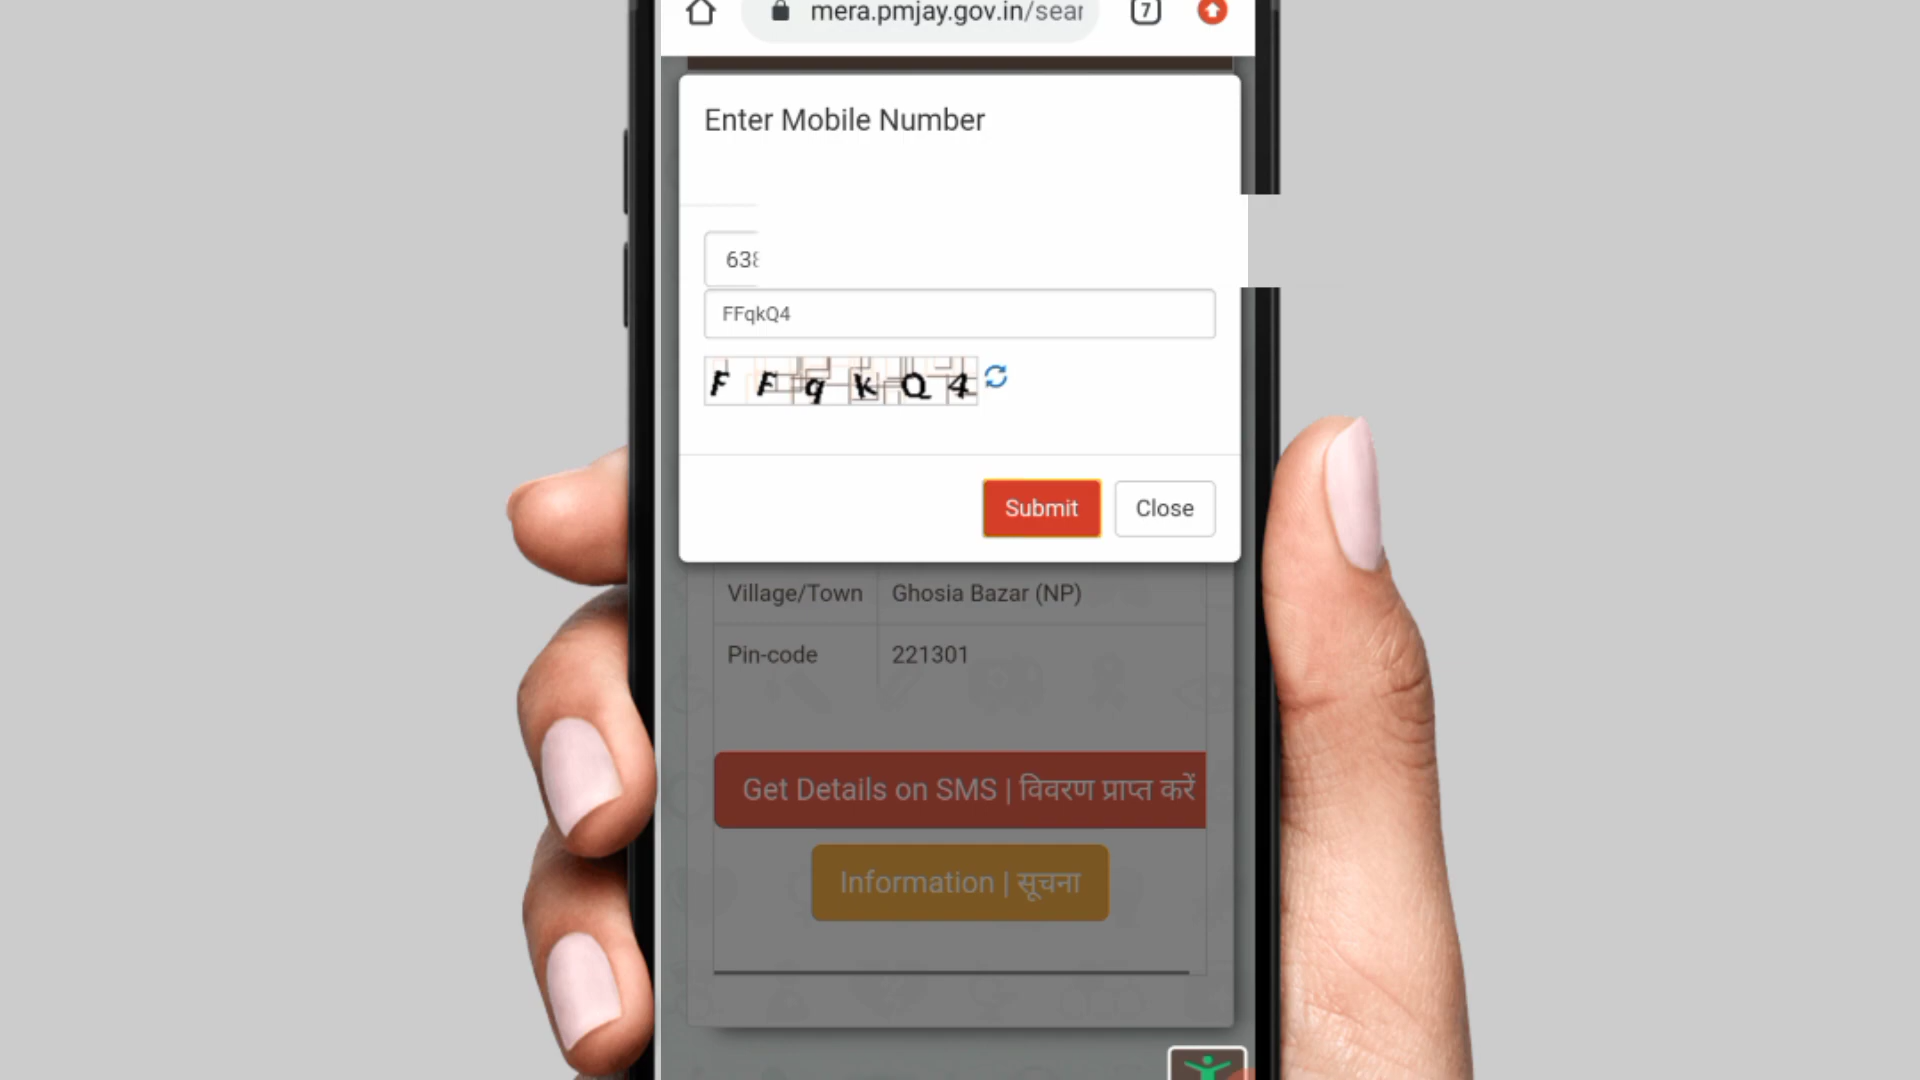 mera.pmjay.gov.in/sear
7
Enter Mobile Number
63
FFqkQ4
F F q k Q 4
Submit
Close
Village/Town Ghosia Bazar (NP)
Pin-code 221301
Get Details on SMS | विवरण प्राप्त करें
Information | सूचना